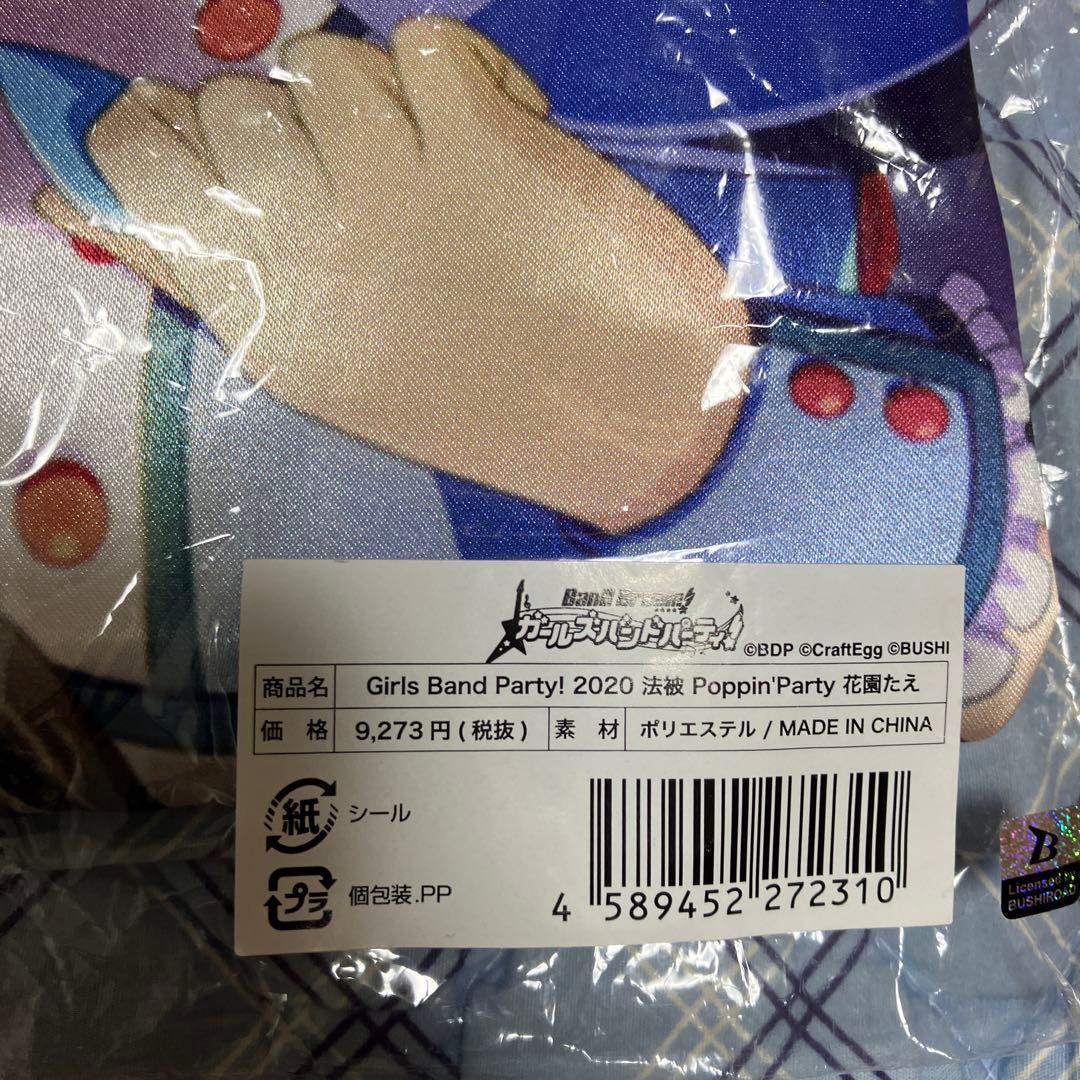 BanG Dream!
ガールズバンドパーティ!
©BDP ©CraftEgg ©BUSHI
商品名 Girls Band Party! 2020 法被 Poppin'Party 花園たえ
価 格 9,273円(税抜) 素 材 ポリエステル / MADE IN CHINA
紙 シール
プラ 個包装.PP
4 589452 272310
B
Licensed by
BUSHIROAD